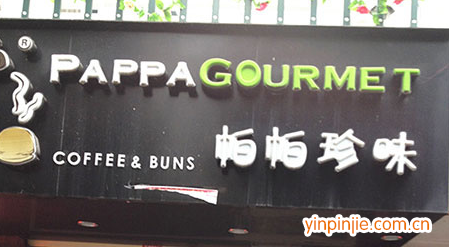 ®
PAPPAGOURMET
COFFEE & BUNS 帕帕珍味
yinpinjie.com.cn